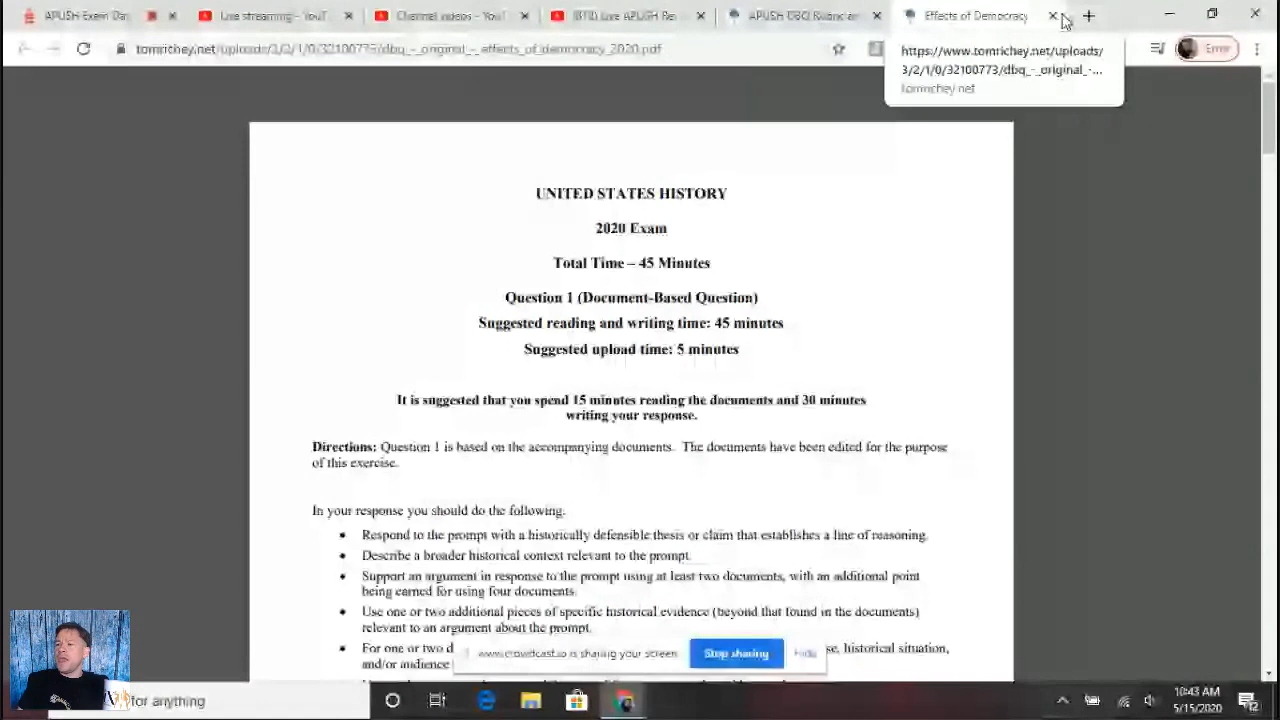 APUSH Exam Day
Live streaming - YouT
Channel videos - YouT
Live APUSH Re
APUSH DBQ Rubric an
Effects of Democracy
tomrichey.net/uploads/3/2/1/0/32100773/dbq_-_original_-_effects_of_democracy_2020.pdf
Error
https://www.tomrichey.net/uploads/
3/2/1/0/32100773/dbq_-_original_-...
tomrichey.net
UNITED STATES HISTORY
2020 Exam
Total Time – 45 Minutes
Question 1 (Document-Based Question)
Suggested reading and writing time: 45 minutes
Suggested upload time: 5 minutes
It is suggested that you spend 15 minutes reading the documents and 30 minutes
writing your response.
Directions: Question 1 is based on the accompanying documents. The documents have been edited for the purpose
of this exercise.
In your response you should do the following.
• Respond to the prompt with a historically defensible thesis or claim that establishes a line of reasoning.
• Describe a broader historical context relevant to the prompt.
• Support an argument in response to the prompt using at least two documents, with an additional point
being earned for using four documents.
• Use one or two additional pieces of specific historical evidence (beyond that found in the documents)
relevant to an argument about the prompt.
• For one or two d
se, historical situation,
and/or audience
www.crowdcast.io is sharing your screen.
Stop sharing
Hide
for anything
10:43 AM
5/15/2020
12